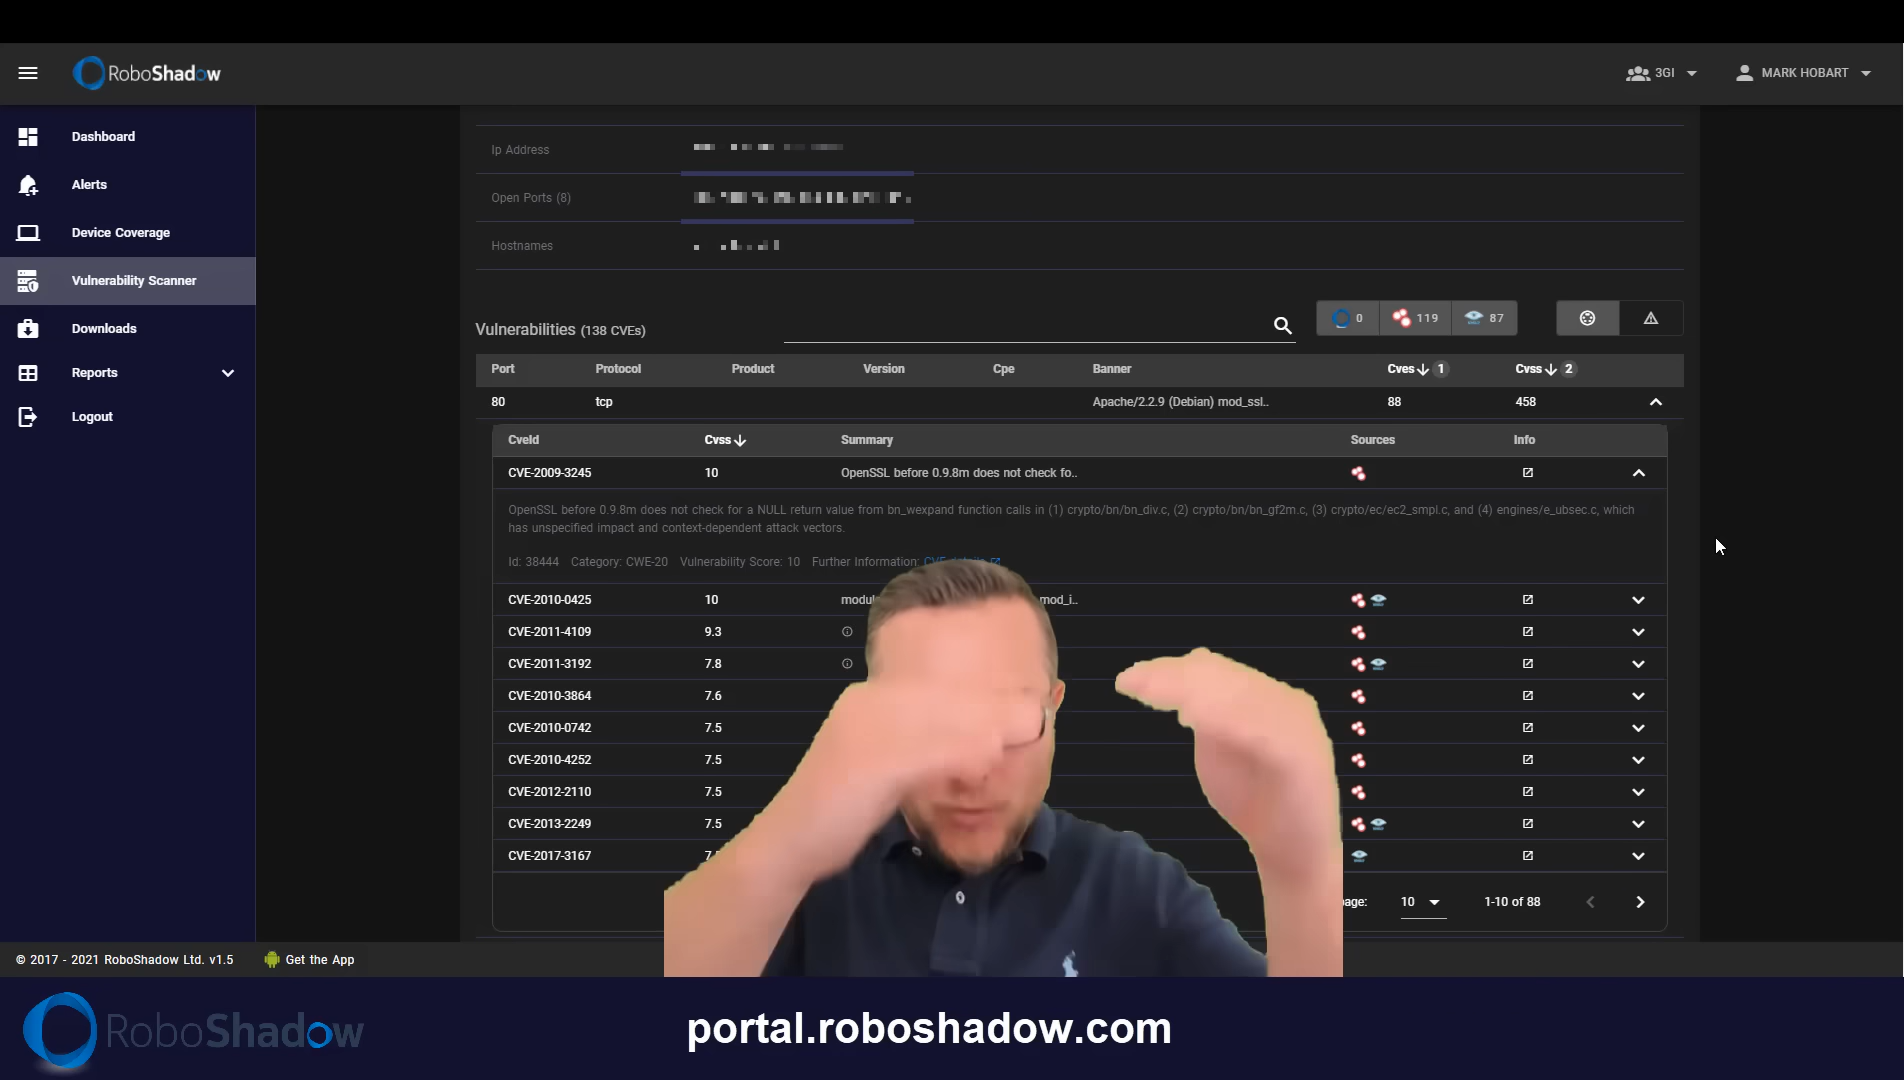 RoboShadow
3GI
MARK HOBART
Dashboard
Alerts
Device Coverage
Vulnerability Scanner
Downloads
Reports
Logout
Ip Address
Open Ports (8)
Hostnames
Vulnerabilities (138 CVEs)
0 119 87
Port Protocol Product Version Cpe Banner Cves 1 Cvss 2
80 tcp Apache/2.2.9 (Debian) mod_ssl.. 88 458
CveId Cvss Summary Sources Info
CVE-2009-3245 10 OpenSSL before 0.9.8m does not check fo..
OpenSSL before 0.9.8m does not check for a NULL return value from bn_wexpand function calls in (1) crypto/bn/bn_div.c, (2) crypto/bn/bn_gf2m.c, (3) crypto/ec/ec2_smpl.c, and (4) engines/e_ubsec.c, which
has unspecified impact and context-dependent attack vectors.
Id: 38444 Category: CWE-20 Vulnerability Score: 10 Further Information: CVE details
CVE-2010-0425 10 mod_i..
CVE-2011-4109 9.3
CVE-2011-3192 7.8
CVE-2010-3864 7.6
CVE-2010-0742 7.5
CVE-2010-4252 7.5
CVE-2012-2110 7.5
CVE-2013-2249 7.5
CVE-2017-3167
page: 10 1-10 of 88
© 2017 - 2021 RoboShadow Ltd. v1.5
Get the App
RoboShadow
portal.roboshadow.com